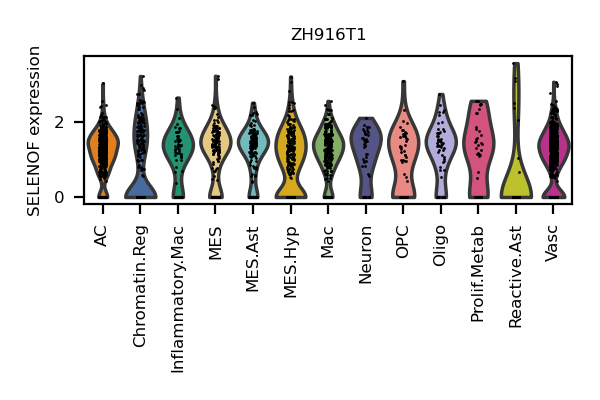 ZH916T1
SELENOF expression
2
0
AC
Chromatin.Reg
Inflammatory.Mac
MES
MES.Ast
MES.Hyp
Mac
Neuron
OPC
Oligo
Prolif.Metab
Reactive.Ast
Vasc